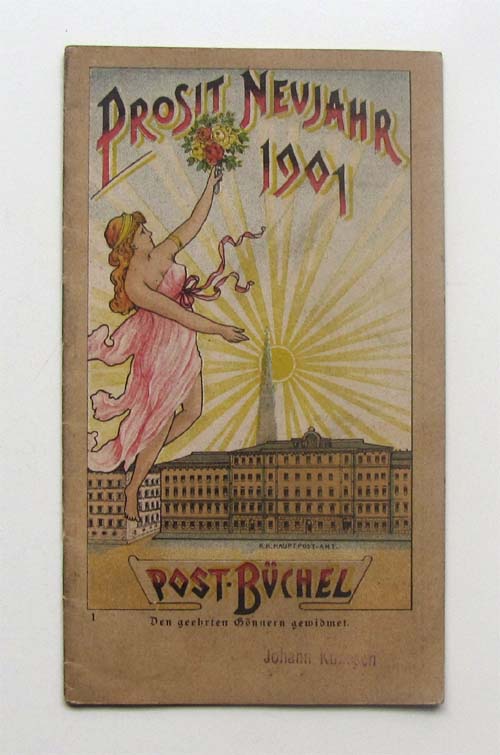 PROSIT NEUJAHR
1901
K.K. HAUPTPOST-AMT.
POST-BÜCHEL
1
Den geehrten Gönnern gewidmet.
Johann